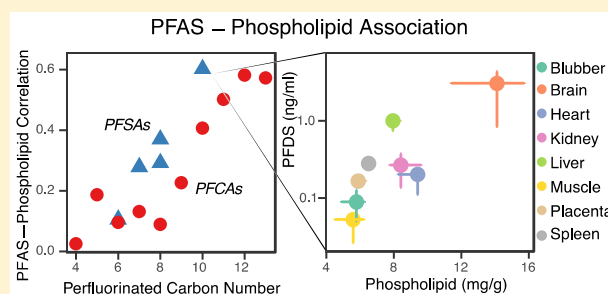 PFAS – Phospholipid Association
PFAS−Phospholipid Correlation
0.6
0.4
0.2
0.0
PFSAs
PFCAs
4 6 8 10 12
Perfluorinated Carbon Number
PFDS (ng/ml)
1.0
0.1
4 8 12 16
Phospholipid (mg/g)
Blubber
Brain
Heart
Kidney
Liver
Muscle
Placenta
Spleen